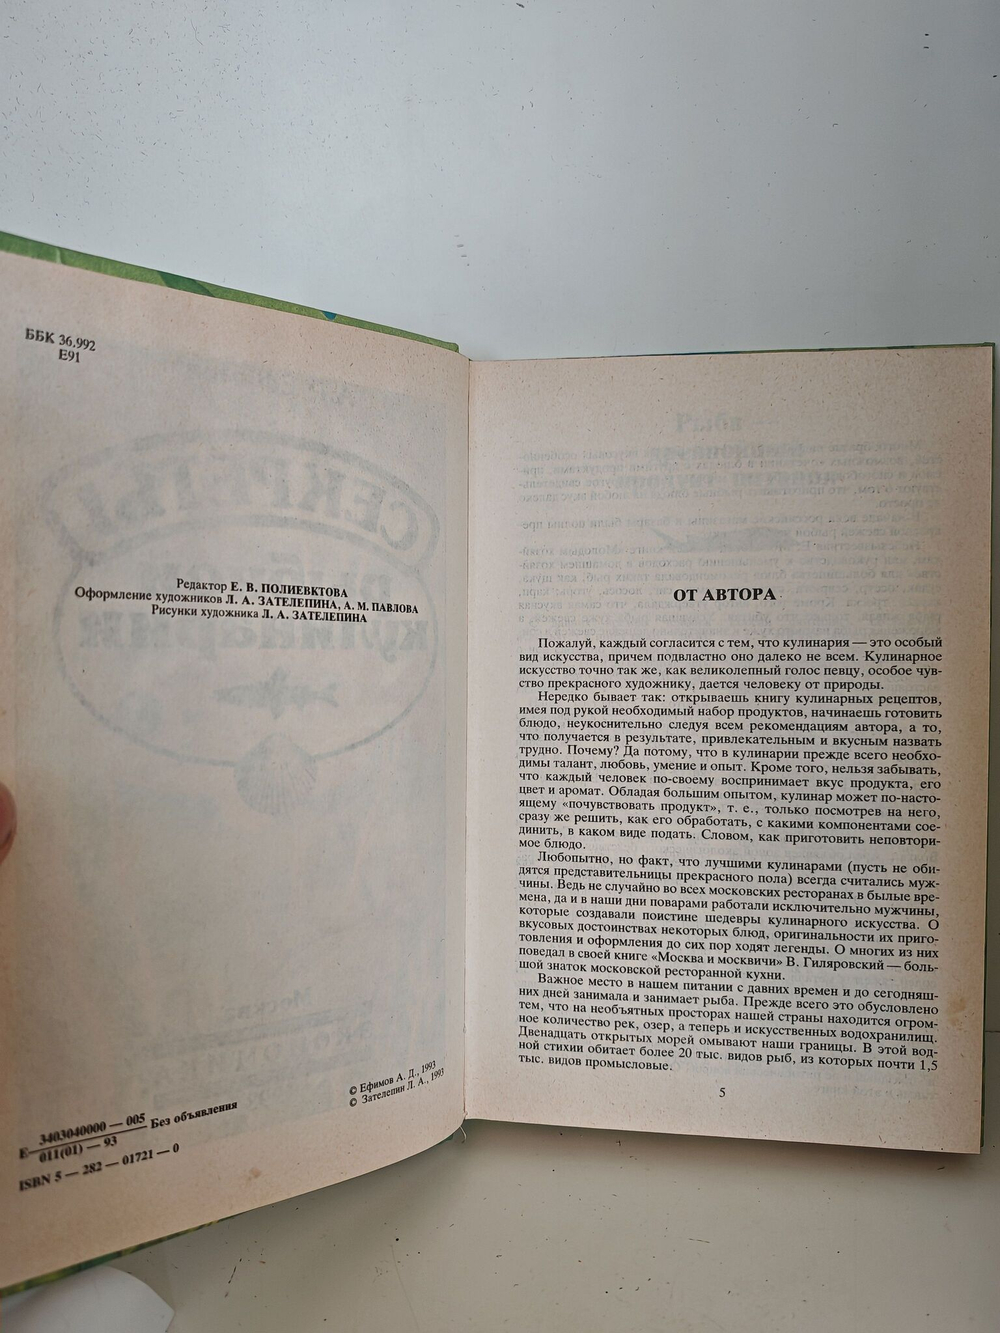 ББК 36.992
Е91
Редактор Е. В. ПОЛИЕВКТОВА
Оформление художников Л. А. ЗАТЕЛЕПИНА, А. М. ПАВЛОВА
Рисунки художника Л. А. ЗАТЕЛЕПИНА
© Ефимов А. Д., 1993
© Зателепин Л. А., 1993
Е 3403040000 — 005 Без объявления
011(01) — 93
ISBN 5 — 282 — 01721 — 0
ОТ АВТОРА
Пожалуй, каждый согласится с тем, что кулинария — это особый
вид искусства, причем подвластно оно далеко не всем. Кулинарное
искусство точно так же, как великолепный голос певцу, особое чув-
ство прекрасного художнику, дается человеку от природы.
Нередко бывает так: открываешь книгу кулинарных рецептов,
имея под рукой необходимый набор продуктов, начинаешь готовить
блюдо, неукоснительно следуя всем рекомендациям автора, а то,
что получается в результате, привлекательным и вкусным назвать
трудно. Почему? Да потому, что в кулинарии прежде всего необхо-
димы талант, любовь, умение и опыт. Кроме того, нельзя забывать,
что каждый человек по-своему воспринимает вкус продукта, его
цвет и аромат. Обладая большим опытом, кулинар может по-насто-
ящему «почувствовать продукт», т. е., только посмотрев на него,
сразу же решить, как его обработать, с какими компонентами сое-
динить, в каком виде подать. Словом, как приготовить неповтори-
мое блюдо.
Любопытно, но факт, что лучшими кулинарами (пусть не оби-
дятся представительницы прекрасного пола) всегда считались муж-
чины. Ведь не случайно во всех московских ресторанах в былые вре-
мена, да и в наши дни поварами работали исключительно мужчины,
которые создавали поистине шедевры кулинарного искусства. О
вкусовых достоинствах некоторых блюд, оригинальности их приго-
товления и оформления до сих пор ходят легенды. О многих из них
поведал в своей книге «Москва и москвичи» В. Гиляровский — боль-
шой знаток московской ресторанной кухни.
Важное место в нашем питании с давних времен и до сегодняш-
них дней занимала и занимает рыба. Прежде всего это обусловлено
тем, что на необъятных просторах нашей страны находится огром-
ное количество рек, озер, а теперь и искусственных водохранилищ.
Двенадцать открытых морей омывают наши границы. В этой вод-
ной стихии обитает более 20 тыс. видов рыб, из которых почти 1,5
тыс. видов промысловые.
5